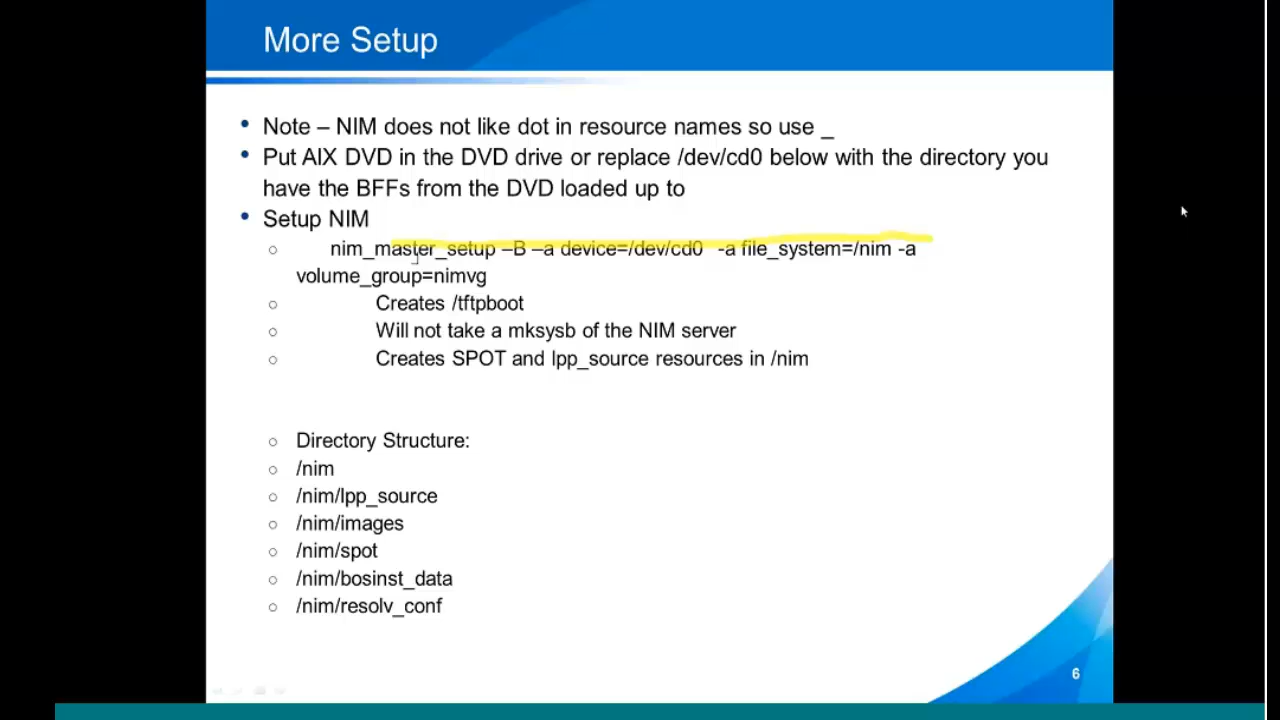 More Setup
• Note – NIM does not like dot in resource names so use _
• Put AIX DVD in the DVD drive or replace /dev/cd0 below with the directory you
have the BFFs from the DVD loaded up to
• Setup NIM
○ nim_master_setup –B –a device=/dev/cd0 -a file_system=/nim -a
volume_group=nimvg
○ Creates /tftpboot
○ Will not take a mksysb of the NIM server
○ Creates SPOT and lpp_source resources in /nim
○ Directory Structure:
○ /nim
○ /nim/lpp_source
○ /nim/images
○ /nim/spot
○ /nim/bosinst_data
○ /nim/resolv_conf
6